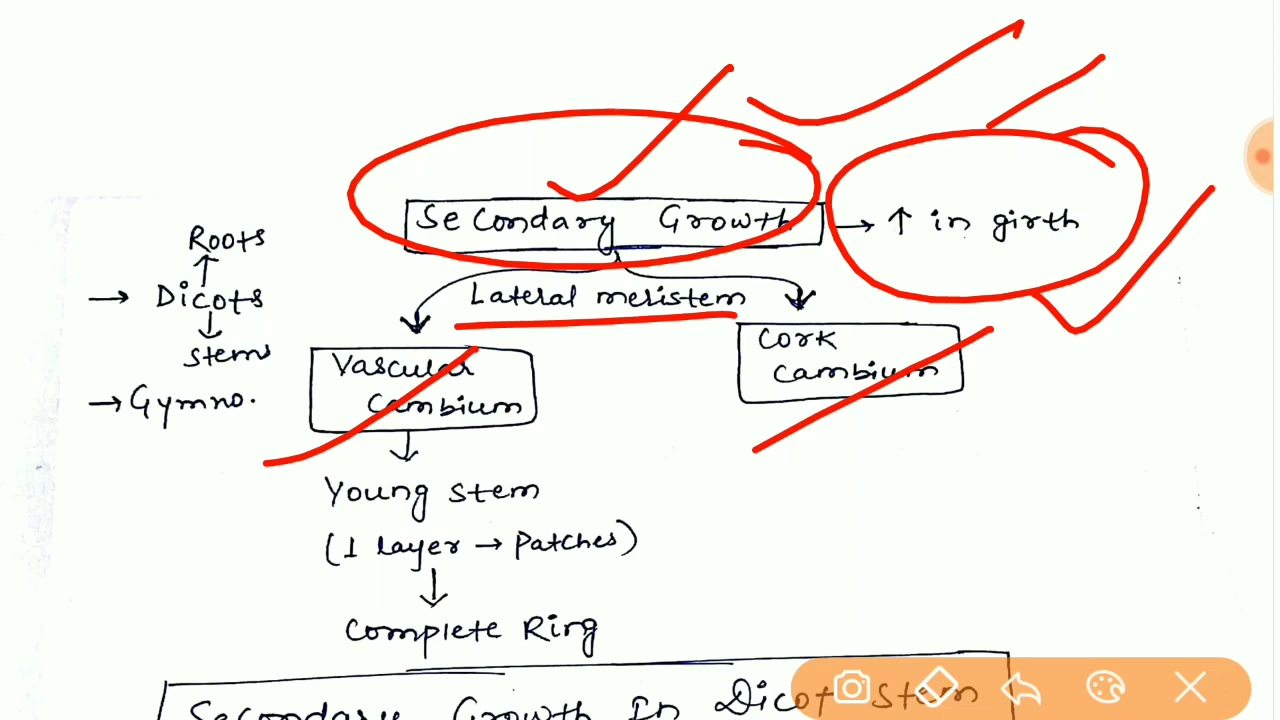 Secondary Growth → ↑ in girth
Lateral meristem
Roots
→ Dicots
stems
→ Gymno.
Vascular
Cambium
Cork
Cambium
Young stem
(1 layer → Patches)
Complete Ring
Secondary Growth In Dicot Stem